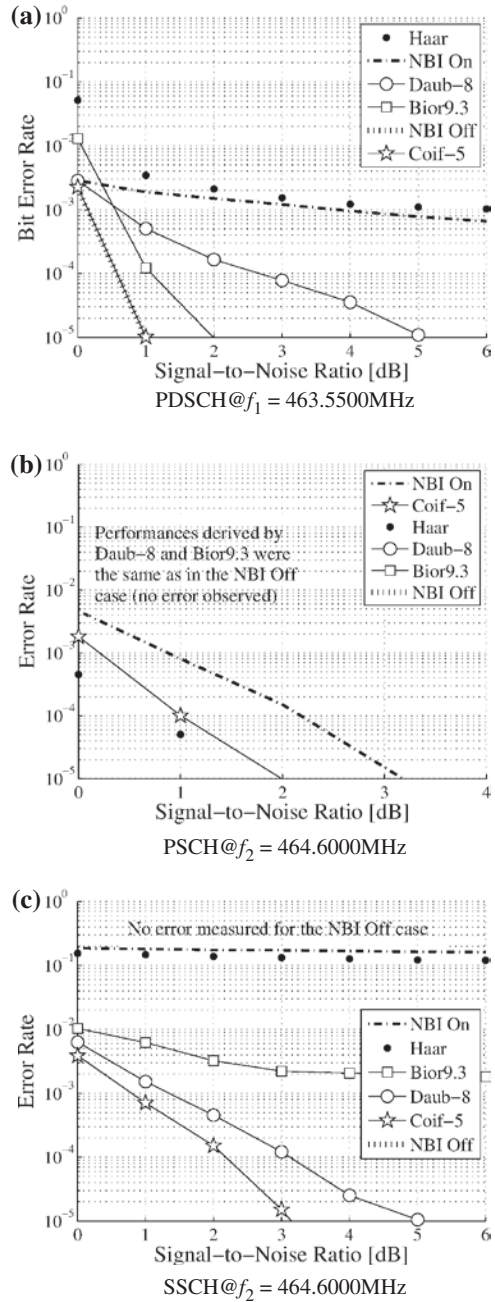 (a)
10^0
10^-1
10^-2
10^-3
10^-4
10^-5
Bit Error Rate
Haar
NBI On
Daub-8
Bior9.3
NBI Off
Coif-5
0 1 2 3 4 5 6
Signal-to-Noise Ratio [dB]
PDSCH@f1 = 463.5500MHz
(b)
10^0
10^-1
10^-2
10^-3
10^-4
10^-5
Error Rate
NBI On
Coif-5
Haar
Daub-8
Bior9.3
NBI Off
Performances derived by
Daub-8 and Bior9.3 were
the same as in the NBI Off
case (no error observed)
0 1 2 3 4
Signal-to-Noise Ratio [dB]
PSCH@f2 = 464.6000MHz
(c)
10^0
10^-1
10^-2
10^-3
10^-4
10^-5
Error Rate
No error measured for the NBI Off case
NBI On
Haar
Bior9.3
Daub-8
Coif-5
NBI Off
0 1 2 3 4 5 6
Signal-to-Noise Ratio [dB]
SSCH@f2 = 464.6000MHz